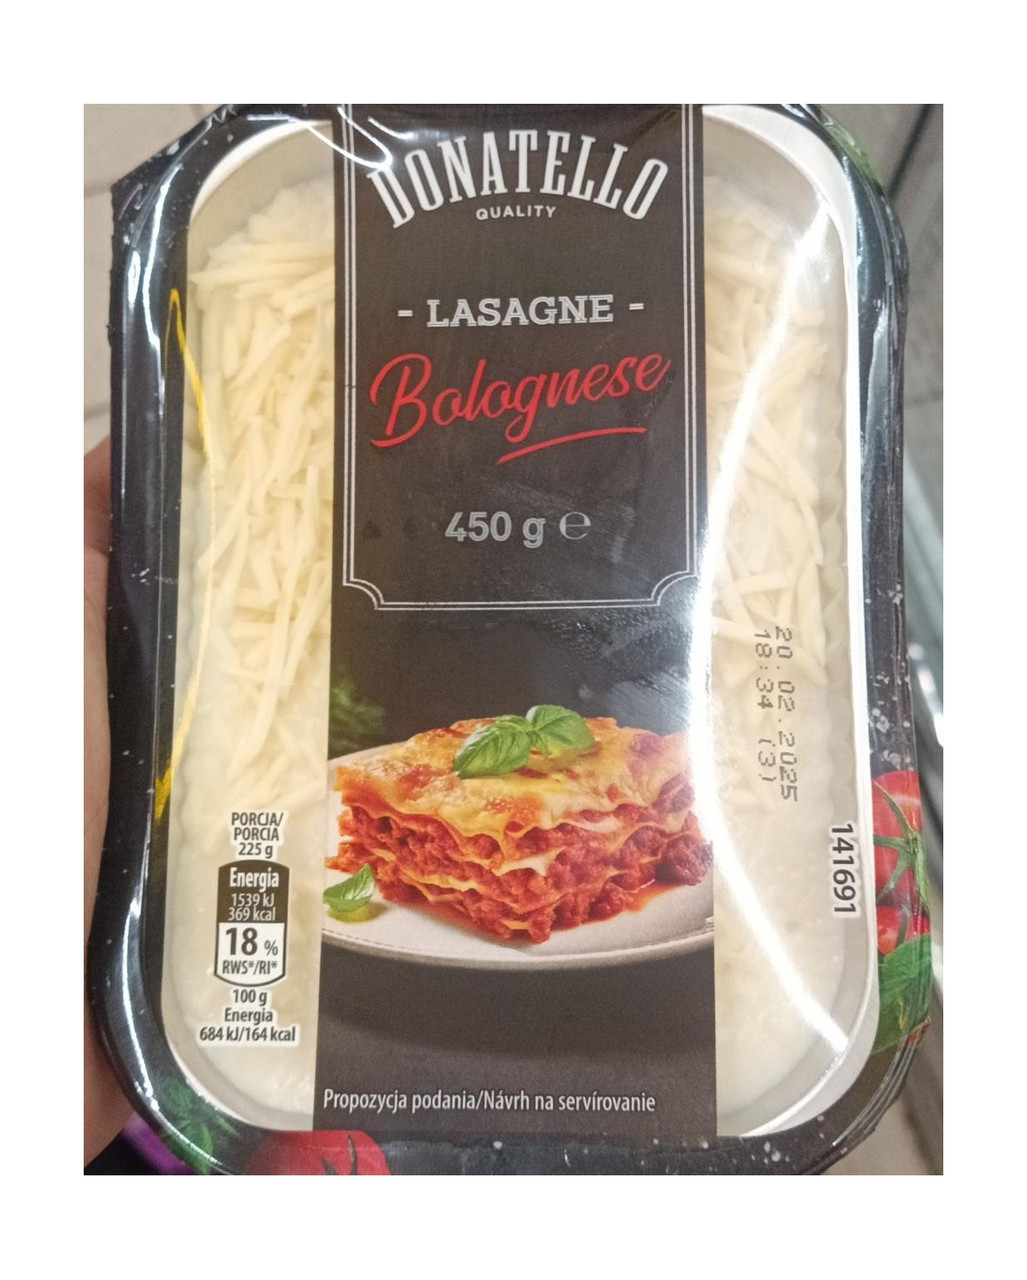 DONATELLO
QUALITY
- LASAGNE -
Bolognese
450 g ℮
20.02.2025
18:34 (3)
141691
PORCJA/
PORCIA
225 g
Energia
1539 kJ
369 kcal
18 %
RWS*/RI*
100 g
Energia
684 kJ/164 kcal
Propozycja podania/Návrh na servírovanie